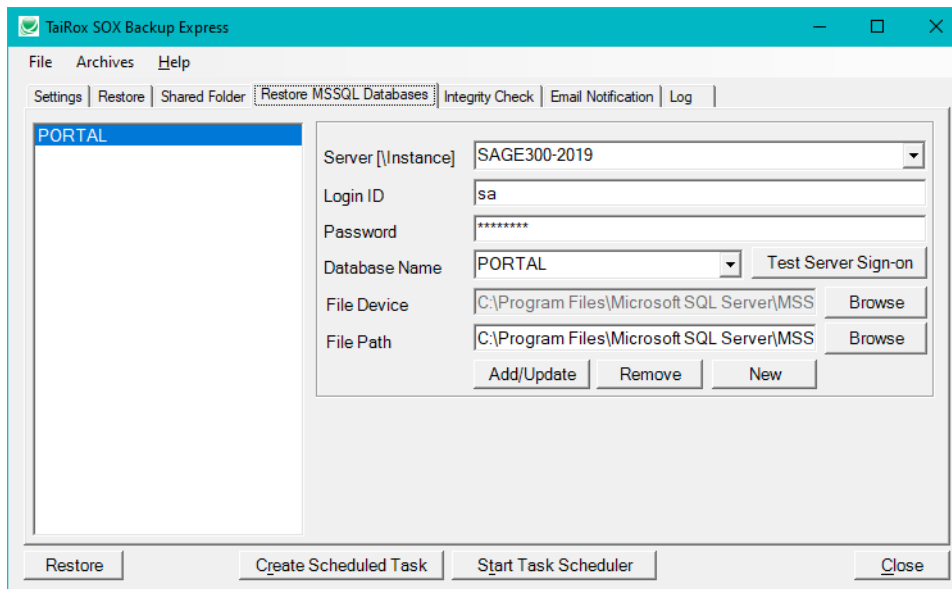 TaiRox SOX Backup Express
File Archives Help
Settings Restore Shared Folder Restore MSSQL Databases Integrity Check Email Notification Log
PORTAL
Server [\Instance] SAGE300-2019
Login ID sa
Password ********
Database Name PORTAL Test Server Sign-on
File Device C:\Program Files\Microsoft SQL Server\MSS Browse
File Path C:\Program Files\Microsoft SQL Server\MSS Browse
Add/Update Remove New
Restore Create Scheduled Task Start Task Scheduler Close